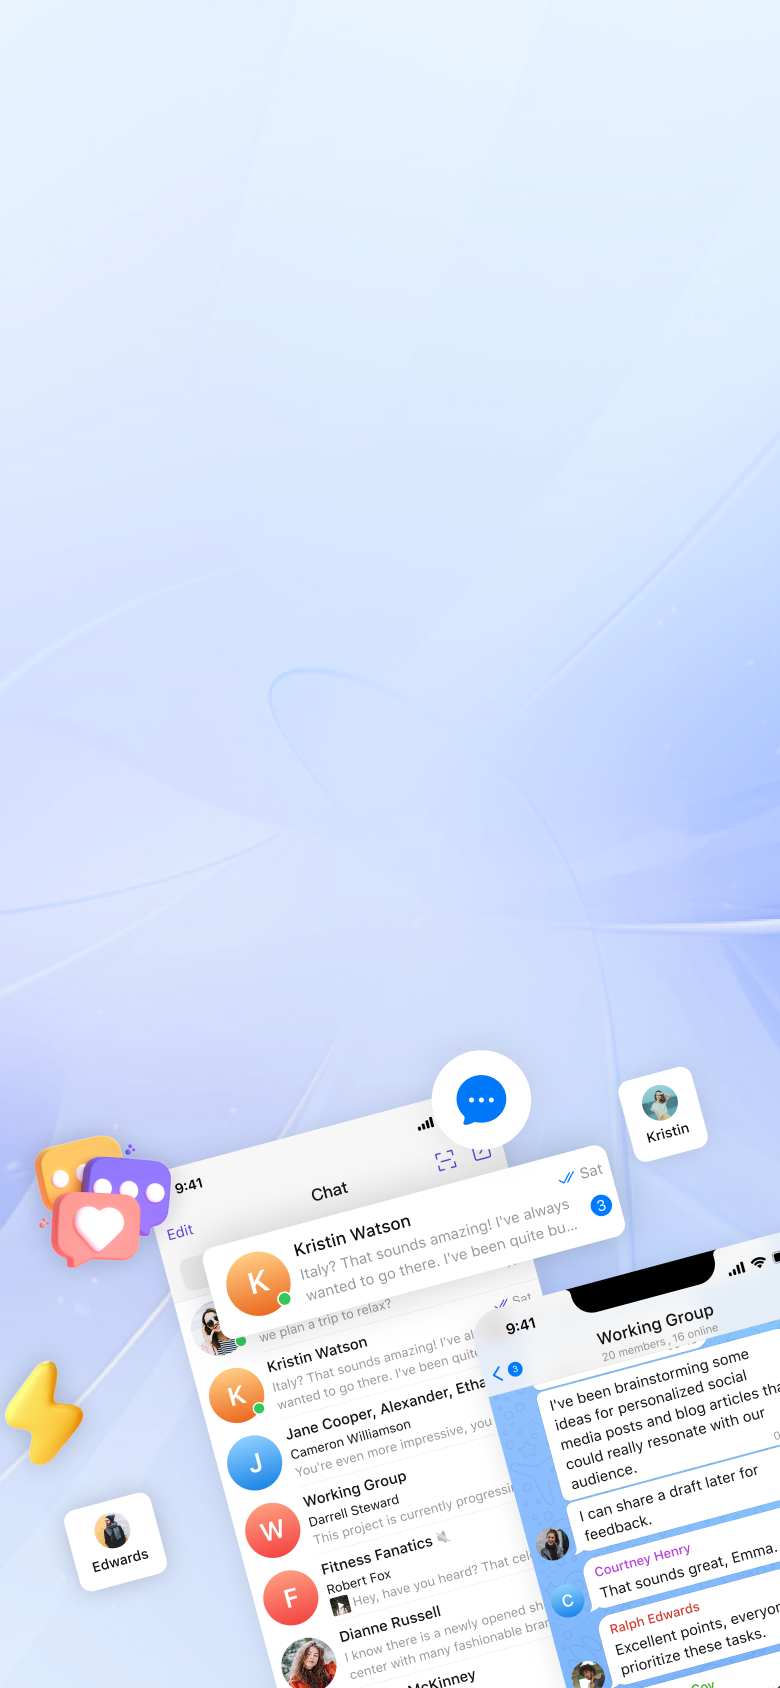 Kristin
9:41
Chat
Edit
Kristin Watson
Sat
Italy? That sounds amazing! I've always
wanted to go there. I've been quite bu...
3
K
we plan a trip to relax?
Sat
Kristin Watson
Italy? That sounds amazing! I've al
wanted to go there. I've been quite
K
Jane Cooper, Alexander, Etha
Cameron Williamson
You're even more impressive, you
J
Working Group
Darrell Steward
This project is currently progressin
W
Fitness Fanatics
Robert Fox
Hey, have you heard? That cel
F
Dianne Russell
I know there is a newly opened sh
center with many fashionable bran
McKinney
Edwards
9:41
3
Working Group
20 members, 16 online
I've been brainstorming some
ideas for personalized social
media posts and blog articles tha
could really resonate with our
audience.
I can share a draft later for
feedback.
Courtney Henry
That sounds great, Emma.
C
Ralph Edwards
Excellent points, everyon
prioritize these tasks.
Coy